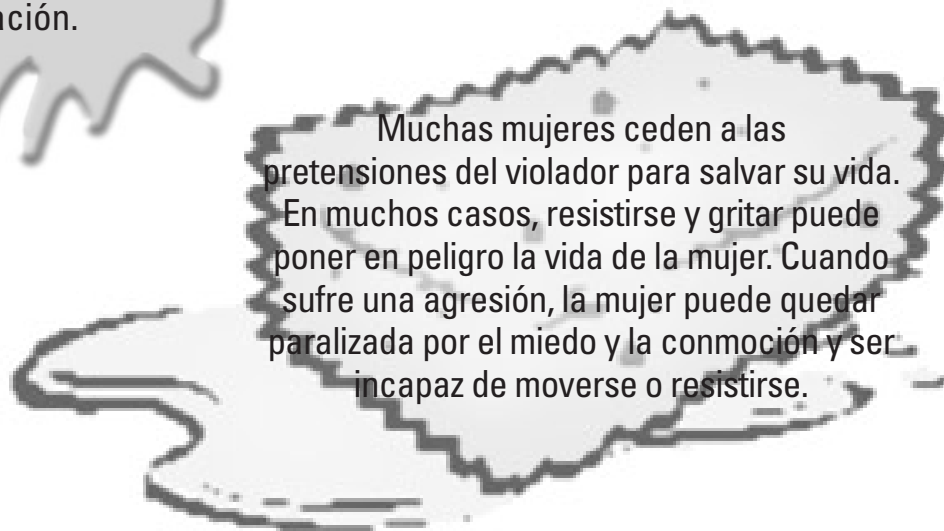 ación.
Muchas mujeres ceden a las
pretensiones del violador para salvar su vida.
En muchos casos, resistirse y gritar puede
poner en peligro la vida de la mujer. Cuando
sufre una agresión, la mujer puede quedar
paralizada por el miedo y la conmoción y ser
incapaz de moverse o resistirse.